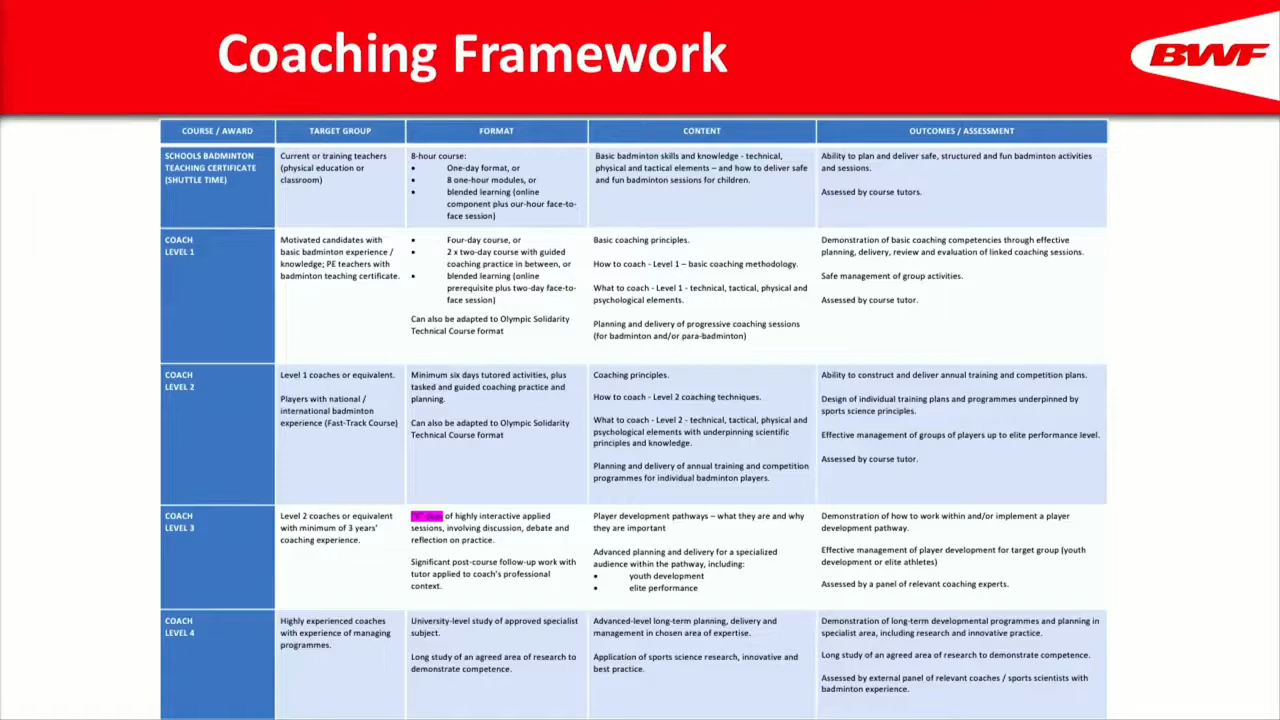 Coaching Framework
BWF
COURSE / AWARD
TARGET GROUP
FORMAT
CONTENT
OUTCOMES / ASSESSMENT
SCHOOLS BADMINTON
TEACHING CERTIFICATE
(SHUTTLE TIME)
Current or training teachers
(physical education or
classroom)
8-hour course:
• One-day format, or
• 8 one-hour modules, or
• blended learning (online
component plus our-hour face-to-
face session)
Basic badminton skills and knowledge - technical,
physical and tactical elements – and how to deliver safe
and fun badminton sessions for children.
Ability to plan and deliver safe, structured and fun badminton activities
and sessions.
Assessed by course tutors.
COACH
LEVEL 1
Motivated candidates with
basic badminton experience /
knowledge; PE teachers with
badminton teaching certificate.
• Four-day course, or
• 2 x two-day course with guided
coaching practice in between, or
• blended learning (online
prerequisite plus two-day face-to-
face session)
Can also be adapted to Olympic Solidarity
Technical Course format
Basic coaching principles.
How to coach - Level 1 – basic coaching methodology.
What to coach - Level 1 - technical, tactical, physical and
psychological elements.
Planning and delivery of progressive coaching sessions
(for badminton and/or para-badminton)
Demonstration of basic coaching competencies through effective
planning, delivery, review and evaluation of linked coaching sessions.
Safe management of group activities.
Assessed by course tutor.
COACH
LEVEL 2
Level 1 coaches or equivalent.
Players with national /
international badminton
experience (Fast-Track Course)
Minimum six days tutored activities, plus
tasked and guided coaching practice and
planning.
Can also be adapted to Olympic Solidarity
Technical Course format
Coaching principles.
How to coach - Level 2 coaching techniques.
What to coach - Level 2 - technical, tactical, physical and
psychological elements with underpinning scientific
principles and knowledge.
Planning and delivery of annual training and competition
programmes for individual badminton players.
Ability to construct and deliver annual training and competition plans.
Design of individual training plans and programmes underpinned by
sports science principles.
Effective management of groups of players up to elite performance level.
Assessed by course tutor.
COACH
LEVEL 3
Level 2 coaches or equivalent
with minimum of 3 years'
coaching experience.
of highly interactive applied
sessions, involving discussion, debate and
reflection on practice.
Significant post-course follow-up work with
tutor applied to coach's professional
context.
Player development pathways – what they are and why
they are important
Advanced planning and delivery for a specialized
audience within the pathway, including:
• youth development
• elite performance
Demonstration of how to work within and/or implement a player
development pathway.
Effective management of player development for target group (youth
development or elite athletes)
Assessed by a panel of relevant coaching experts.
COACH
LEVEL 4
Highly experienced coaches
with experience of managing
programmes.
University-level study of approved specialist
subject.
Long study of an agreed area of research to
demonstrate competence.
Advanced-level long-term planning, delivery and
management in chosen area of expertise.
Application of sports science research, innovative and
best practice.
Demonstration of long-term developmental programmes and planning in
specialist area, including research and innovative practice.
Long study of an agreed area of research to demonstrate competence.
Assessed by external panel of relevant coaches / sports scientists with
badminton experience.